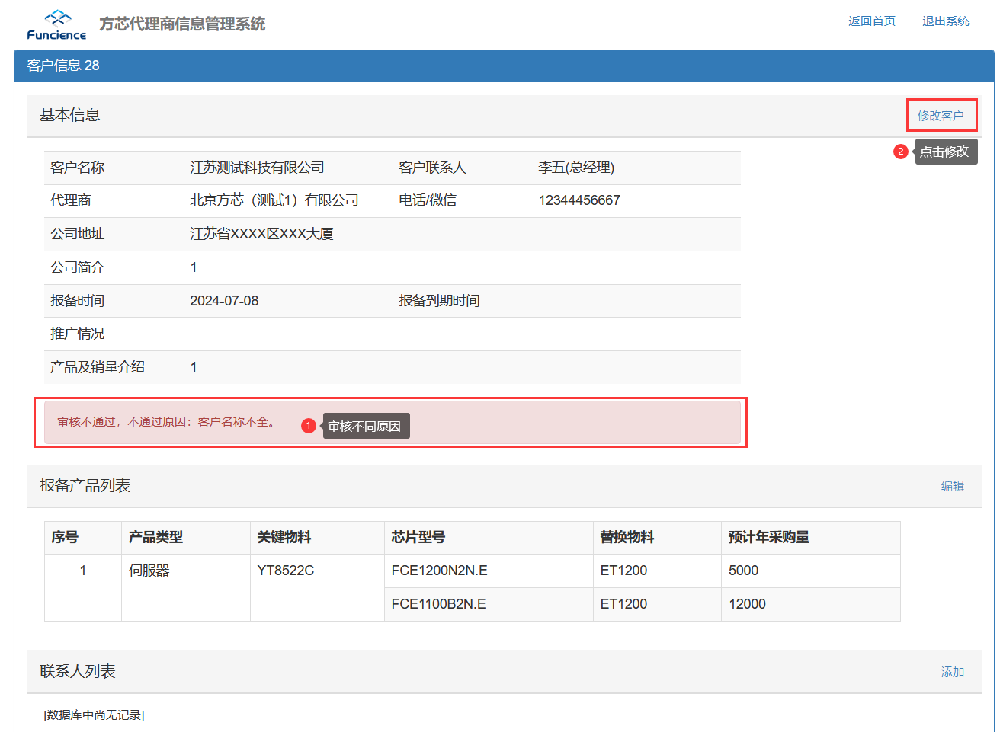 Funcience
方芯代理商信息管理系统
返回首页 退出系统
客户信息 28
基本信息 修改客户
2 点击修改
客户名称 江苏测试科技有限公司 客户联系人 李五(总经理)
代理商 北京方芯（测试1）有限公司 电话/微信 12344456667
公司地址 江苏省XXXX区XXX大厦
公司简介 1
报备时间 2024-07-08 报备到期时间
推广情况
产品及销量介绍 1
审核不通过，不通过原因：客户名称不全。 1 审核不同原因
报备产品列表 编辑
序号 产品类型 关键物料 芯片型号 替换物料 预计年采购量
1 伺服器 YT8522C FCE1200N2N.E ET1200 5000
FCE1100B2N.E ET1200 12000
联系人列表 添加
[数据库中尚无记录]